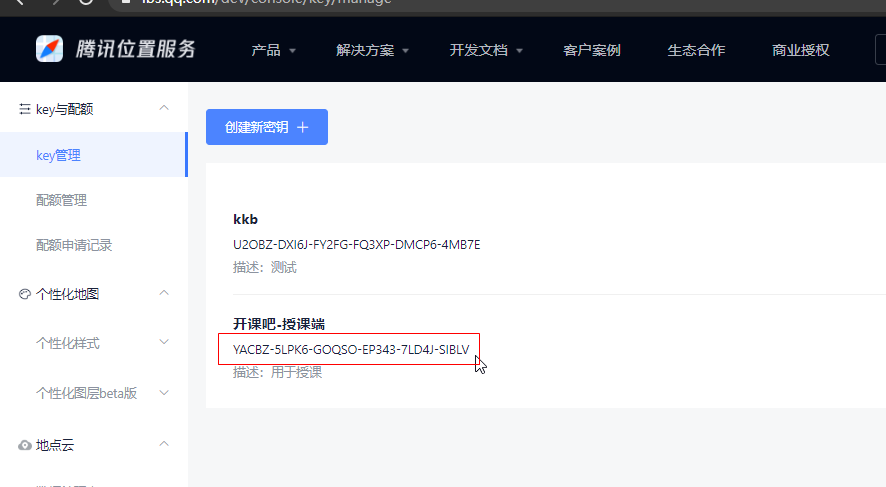 lbs.qq.com/dev/console/key/manage
腾讯位置服务 产品 解决方案 开发文档 客户案例 生态合作 商业授权
key与配额
key管理
配额管理
配额申请记录
个性化地图
个性化样式
个性化图层beta版
地点云
创建新密钥 +
kkb
U2OBZ-DXI6J-FY2FG-FQ3XP-DMCP6-4MB7E
描述：测试
开课吧-授课端
YACBZ-5LPK6-GOQSO-EP343-7LD4J-SIBLV
描述：用于授课